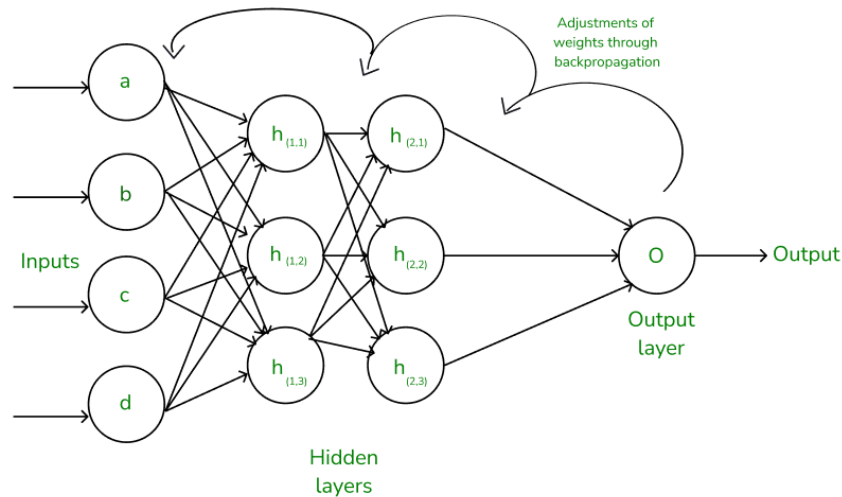 Adjustments of
weights through
backpropagation
a
h (1,1)
h (2,1)
b
Inputs
h (1,2)
h (2,2)
O
Output
c
Output
layer
h (1,3)
h (2,3)
d
Hidden
layers